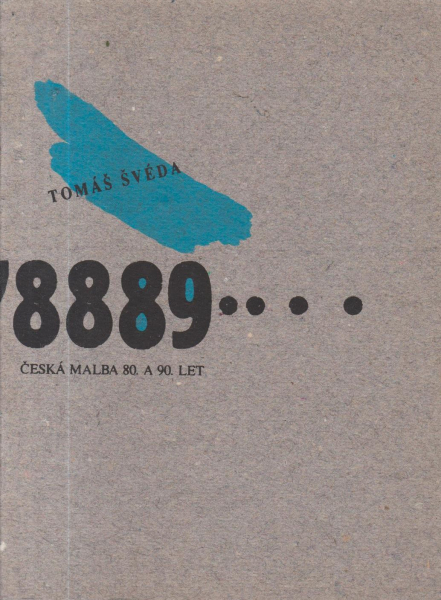 TOMÁŠ ŠVÉDA
78889••••
ČESKÁ MALBA 80. A 90. LET